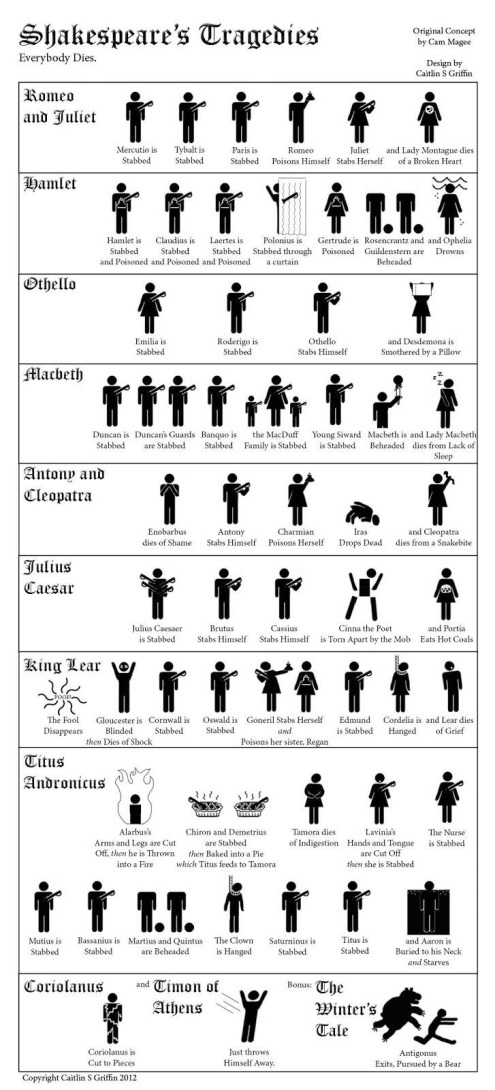 Shakespeare's Tragedies
Everybody Dies.
Original Concept
by Cam Magee
Design by
Caitlin S Griffin
Romeo
and Juliet
Mercutio is
Stabbed
Tybalt is
Stabbed
Paris is
Stabbed
Romeo
Poisons Himself
Juliet
Stabs Herself
and Lady Montague dies
of a Broken Heart
Hamlet
Hamlet is
Stabbed
and Poisoned
Claudius is
Stabbed
and Poisoned
Laertes is
Stabbed
and Poisoned
Polonius is
Stabbed through
a curtain
Gertrude is
Poisoned
Rosencrantz and
Guildenstern are
Beheaded
and Ophelia
Drowns
Othello
Emilia is
Stabbed
Roderigo is
Stabbed
Othello
Stabs Himself
and Desdemona is
Smothered by a Pillow
Macbeth
Duncan is
Stabbed
Duncan's Guards
are Stabbed
Banquo is
Stabbed
the MacDuff
Family is Stabbed
Young Siward
is Stabbed
Macbeth is
Beheaded
z z z
and Lady Macbeth
dies from Lack of
Sleep
Antony and
Cleopatra
Enobarbus
dies of Shame
Antony
Stabs Himself
Charmian
Poisons Herself
Iras
Drops Dead
and Cleopatra
dies from a Snakebite
Julius
Caesar
Julius Caesaer
is Stabbed
Brutus
Stabs Himself
Cassius
Stabs Himself
Cinna the Poet
is Torn Apart by the Mob
and Portia
Eats Hot Coals
King Lear
POOF!
The Fool
Disappears
Gloucester is
Blinded
then Dies of Shock
Cornwall is
Stabbed
Oswald is
Stabbed
Goneril Stabs Herself
and
Poisons her sister, Regan
Edmund
is Stabbed
Cordelia is
Hanged
and Lear dies
of Grief
Titus
Andronicus
Alarbus's
Arms and Legs are Cut
Off, then he is Thrown
into a Fire
Chiron and Demetrius
are Stabbed
then Baked into a Pie
which Titus feeds to Tamora
Tamora dies
of Indigestion
Lavinia's
Hands and Tongue
are Cut Off
then she is Stabbed
The Nurse
is Stabbed
Mutius is
Stabbed
Bassanius is
Stabbed
Martius and Quintus
are Beheaded
The Clown
is Hanged
Saturninus is
Stabbed
Titus is
Stabbed
and Aaron is
Buried to his Neck
and Starves
Coriolanus
Coriolanus is
Cut to Pieces
and Timon of
Athens
Just throws
Himself Away.
Bonus: The
Winter's
Tale
Antigonus
Exits, Pursued by a Bear
Copyright Caitlin S Griffin 2012